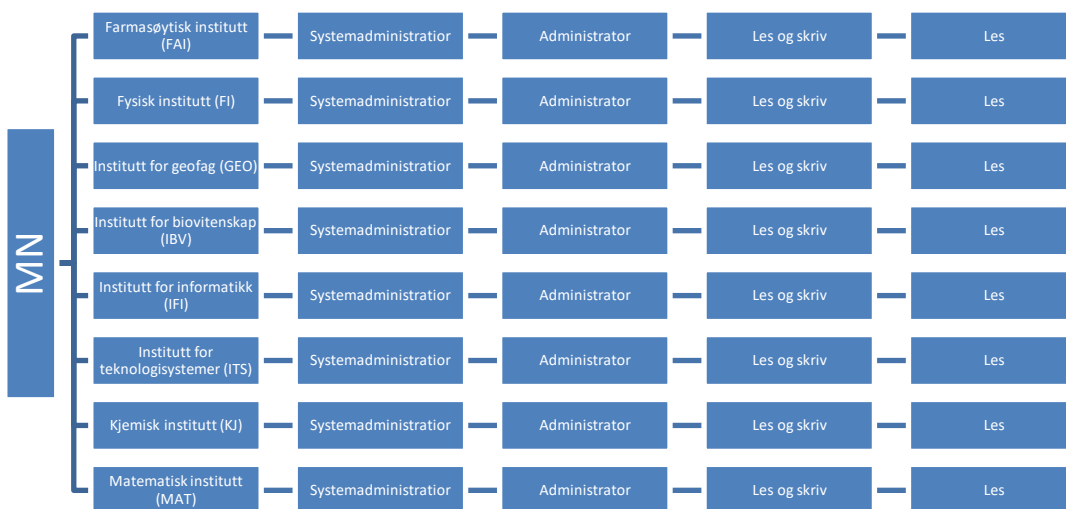 MN
Farmasøytisk institutt
(FAI)
Systemadministratior
Administrator
Les og skriv
Les
Fysisk institutt (FI)
Systemadministratior
Administrator
Les og skriv
Les
Institutt for geofag (GEO)
Systemadministratior
Administrator
Les og skriv
Les
Institutt for biovitenskap
(IBV)
Systemadministratior
Administrator
Les og skriv
Les
Institutt for informatikk
(IFI)
Systemadministratior
Administrator
Les og skriv
Les
Institutt for
teknologisystemer (ITS)
Systemadministratior
Administrator
Les og skriv
Les
Kjemisk institutt (KJ)
Systemadministratior
Administrator
Les og skriv
Les
Matematisk institutt
(MAT)
Systemadministratior
Administrator
Les og skriv
Les